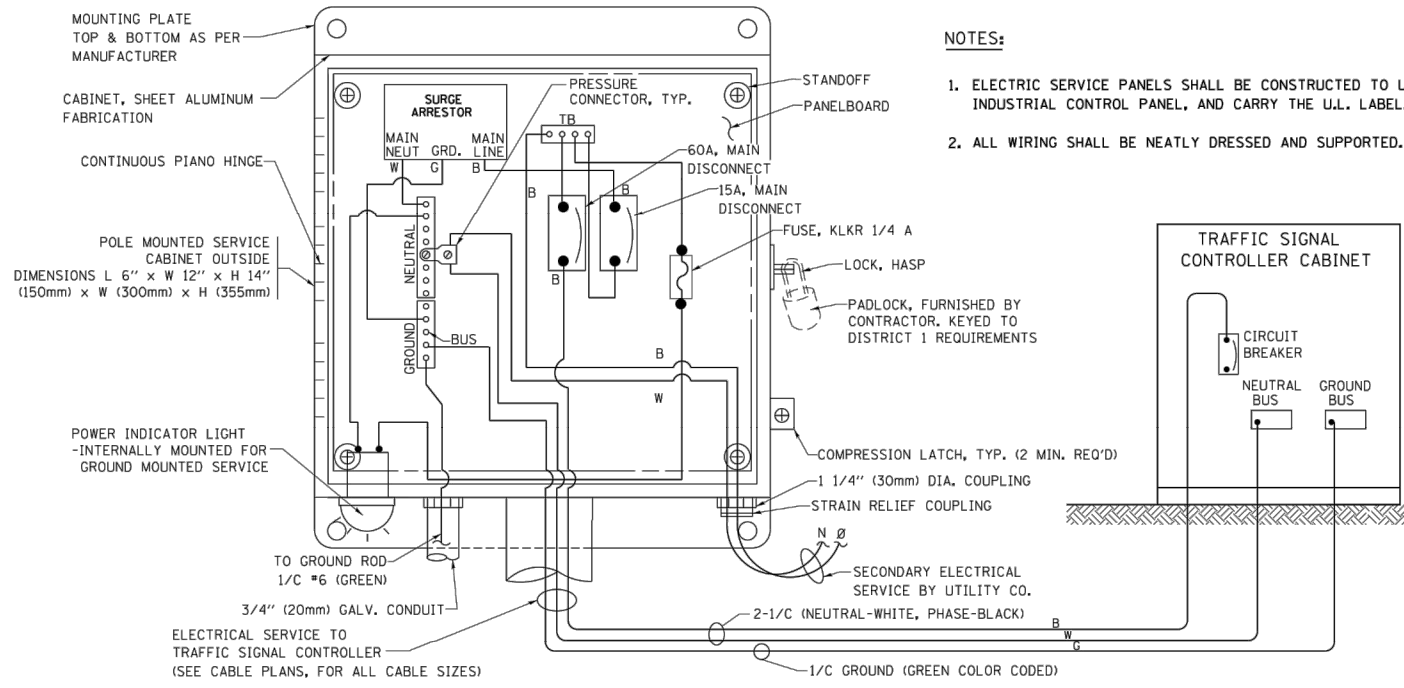 MOUNTING PLATE
TOP & BOTTOM AS PER
MANUFACTURER
CABINET, SHEET ALUMINUM
FABRICATION
CONTINUOUS PIANO HINGE
POLE MOUNTED SERVICE
CABINET OUTSIDE
DIMENSIONS L 6" x W 12" x H 14"
(150mm) x W (300mm) x H (355mm)
POWER INDICATOR LIGHT
-INTERNALLY MOUNTED FOR
GROUND MOUNTED SERVICE
TO GROUND ROD
1/C #6 (GREEN)
3/4" (20mm) GALV. CONDUIT
ELECTRICAL SERVICE TO
TRAFFIC SIGNAL CONTROLLER
(SEE CABLE PLANS, FOR ALL CABLE SIZES)
SURGE
ARRESTOR
MAIN
NEUT
GRD.
MAIN
LINE
W
G
B
PRESSURE
CONNECTOR, TYP.
TB
NEUTRAL
GROUND
BUS
B
B
B
B
W
STANDOFF
PANELBOARD
60A, MAIN
DISCONNECT
15A, MAIN
DISCONNECT
FUSE, KLKR 1/4 A
LOCK, HASP
PADLOCK, FURNISHED BY
CONTRACTOR. KEYED TO
DISTRICT 1 REQUIREMENTS
COMPRESSION LATCH, TYP. (2 MIN. REQ'D)
1 1/4" (30mm) DIA. COUPLING
STRAIN RELIEF COUPLING
N Ø
SECONDARY ELECTRICAL
SERVICE BY UTILITY CO.
2-1/C (NEUTRAL-WHITE, PHASE-BLACK)
B
W
G
1/C GROUND (GREEN COLOR CODED)
NOTES:
1. ELECTRIC SERVICE PANELS SHALL BE CONSTRUCTED TO
INDUSTRIAL CONTROL PANEL, AND CARRY THE U.L. LABEL.
2. ALL WIRING SHALL BE NEATLY DRESSED AND SUPPORTED.
TRAFFIC SIGNAL
CONTROLLER CABINET
CIRCUIT
BREAKER
NEUTRAL
BUS
GROUND
BUS